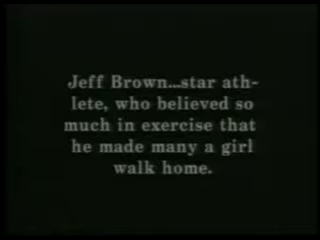 Jeff Brown...star ath-
lete, who believed so
much in exercise that
he made many a girl
walk home.